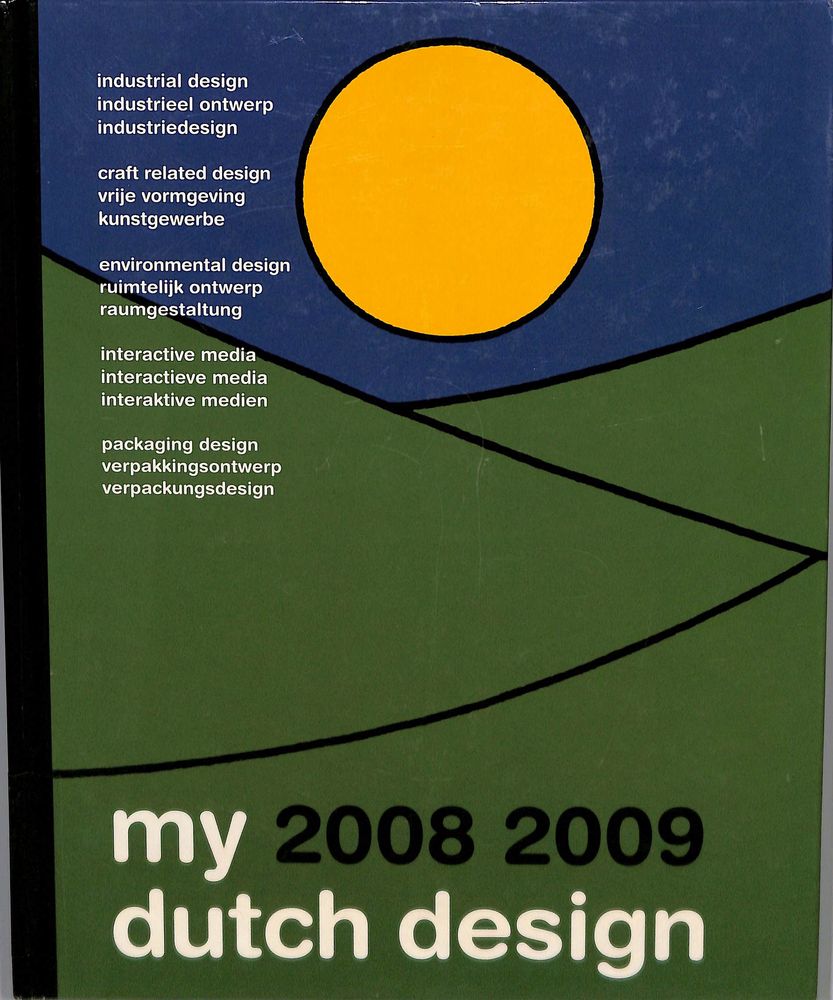 industrial design
industrieel ontwerp
industriedesign
craft related design
vrije vormgeving
kunstgewerbe
environmental design
ruimtelijk ontwerp
raumgestaltung
interactive media
interactieve media
interaktive medien
packaging design
verpakkingsontwerp
verpackungsdesign
my 2008 2009
dutch design